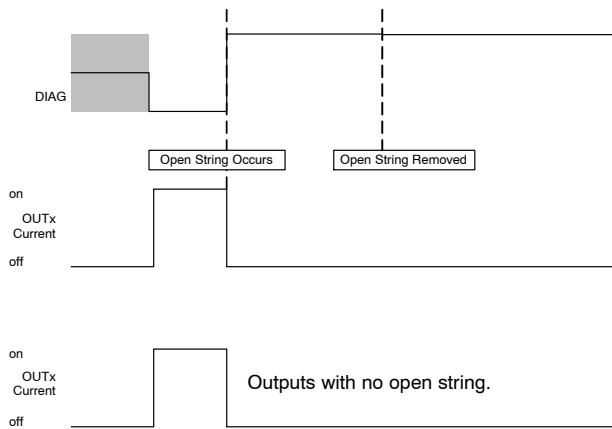 DIAG
Open String Occurs
Open String Removed
on
OUTx
Current
off
on
OUTx
Current
off
Outputs with no open string.